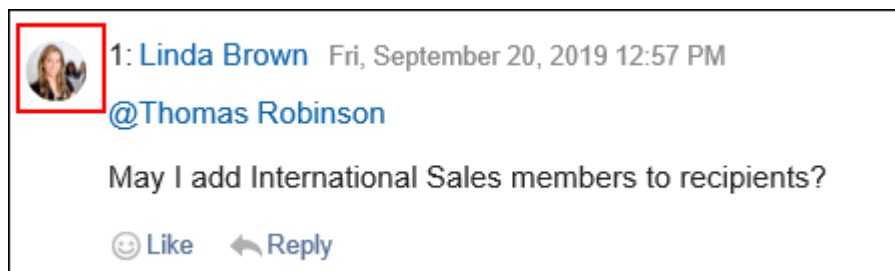 1: Linda Brown Fri, September 20, 2019 12:57 PM
@Thomas Robinson
May I add International Sales members to recipients?
Like Reply